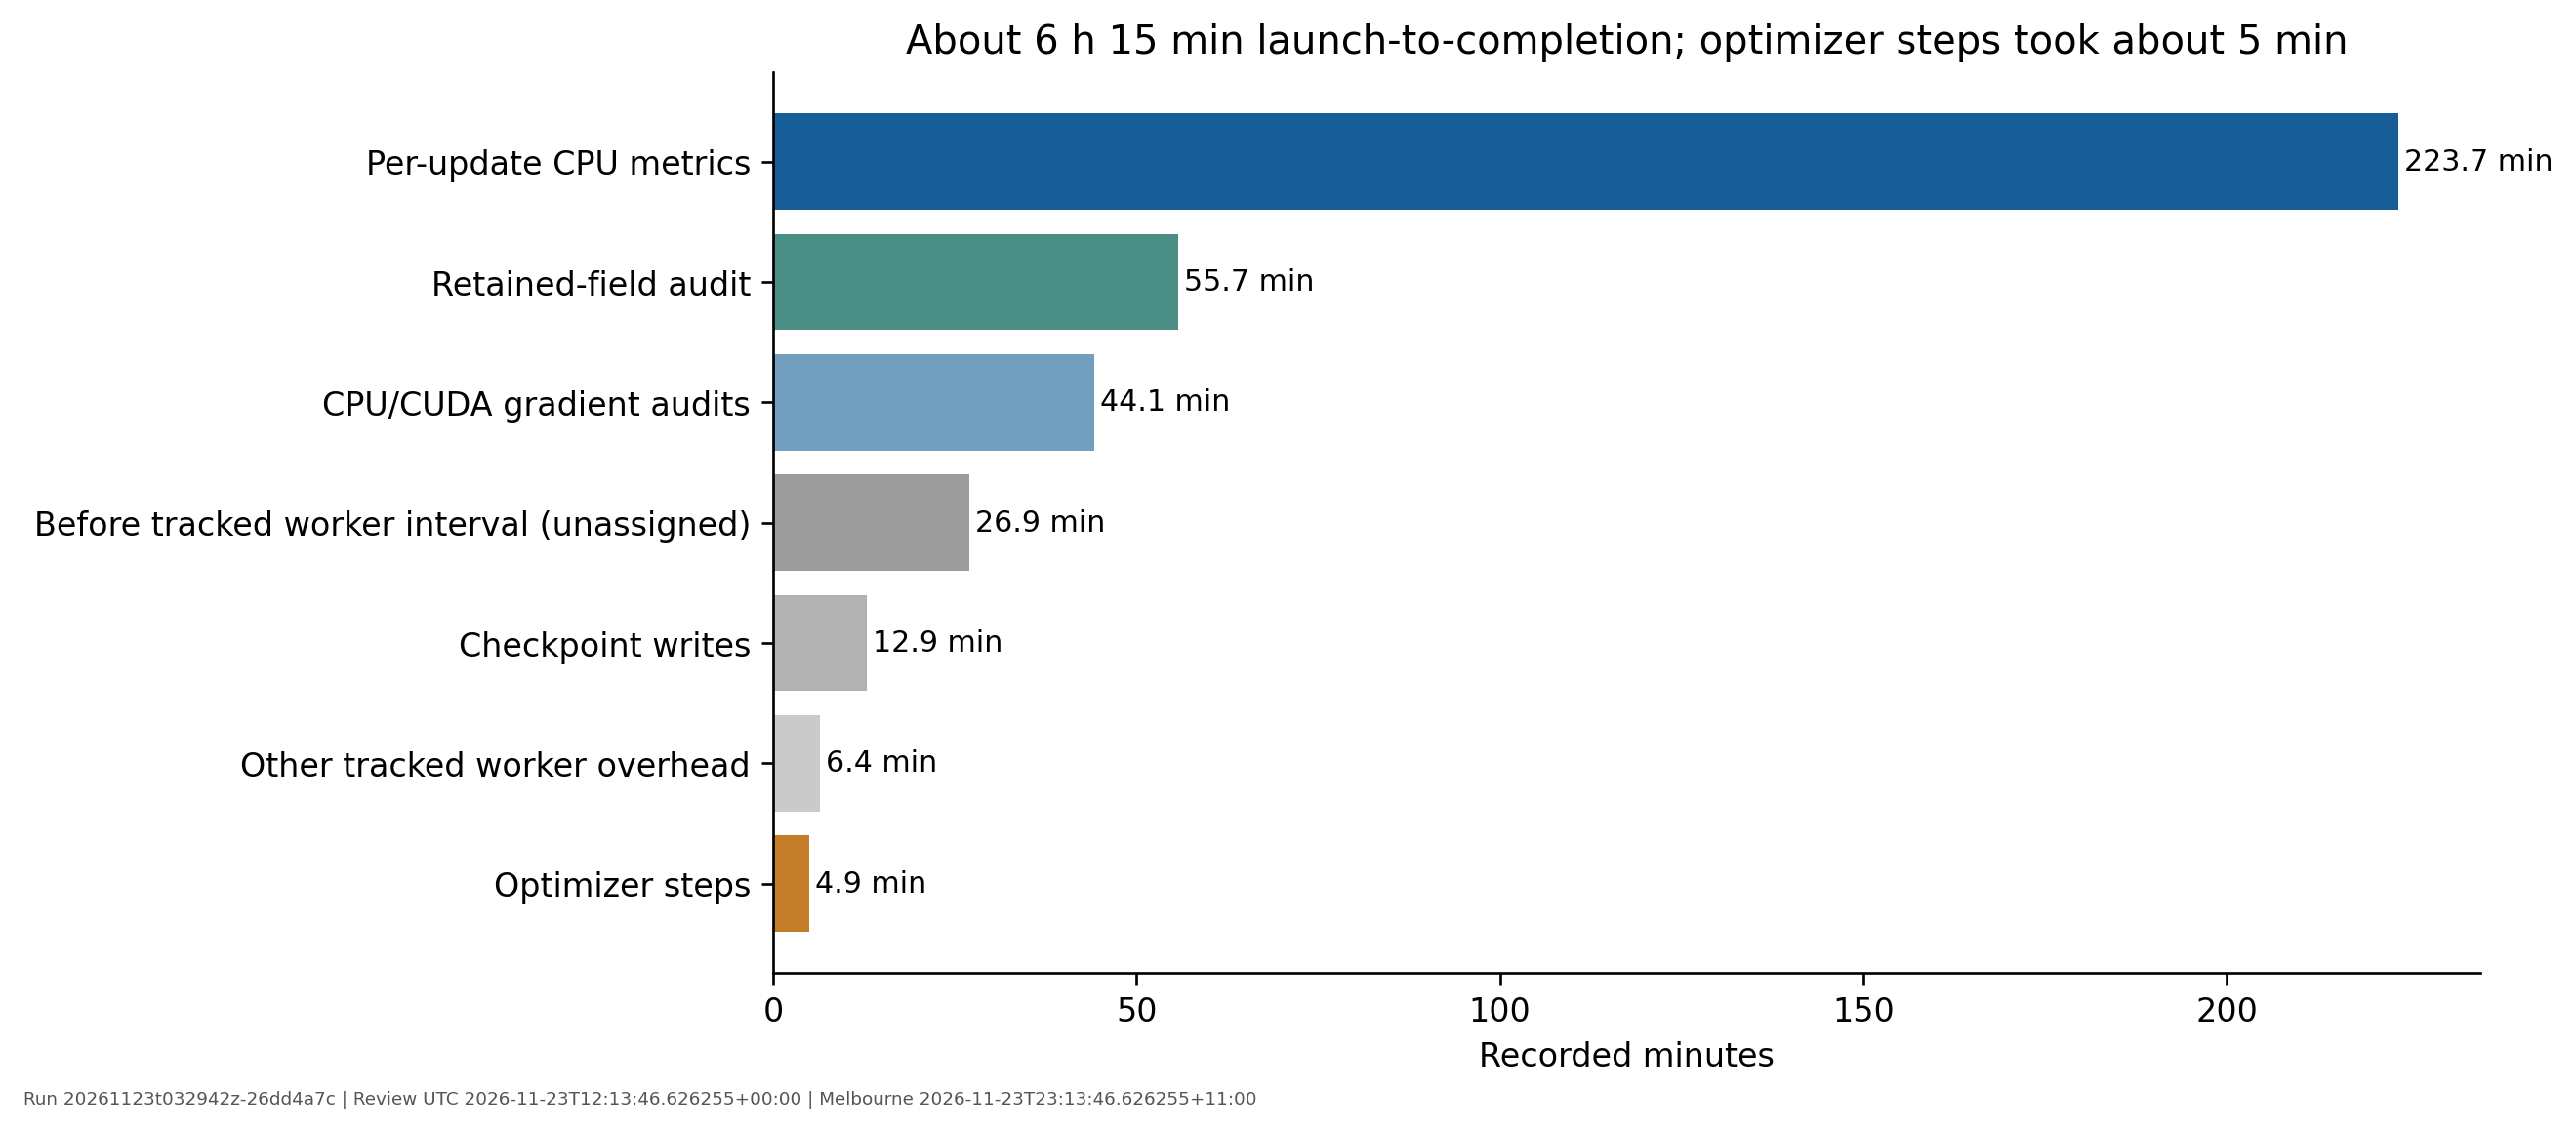 About 6 h 15 min launch-to-completion; optimizer steps took about 5 min
Per-update CPU metrics
223.7 min
Retained-field audit
55.7 min
CPU/CUDA gradient audits
44.1 min
Before tracked worker interval (unassigned)
26.9 min
Checkpoint writes
12.9 min
Other tracked worker overhead
6.4 min
Optimizer steps
4.9 min
0 50 100 150 200
Recorded minutes
Run 20261123t032942z-26dd4a7c | Review UTC 2026-11-23T12:13:46.626255+00:00 | Melbourne 2026-11-23T23:13:46.626255+11:00